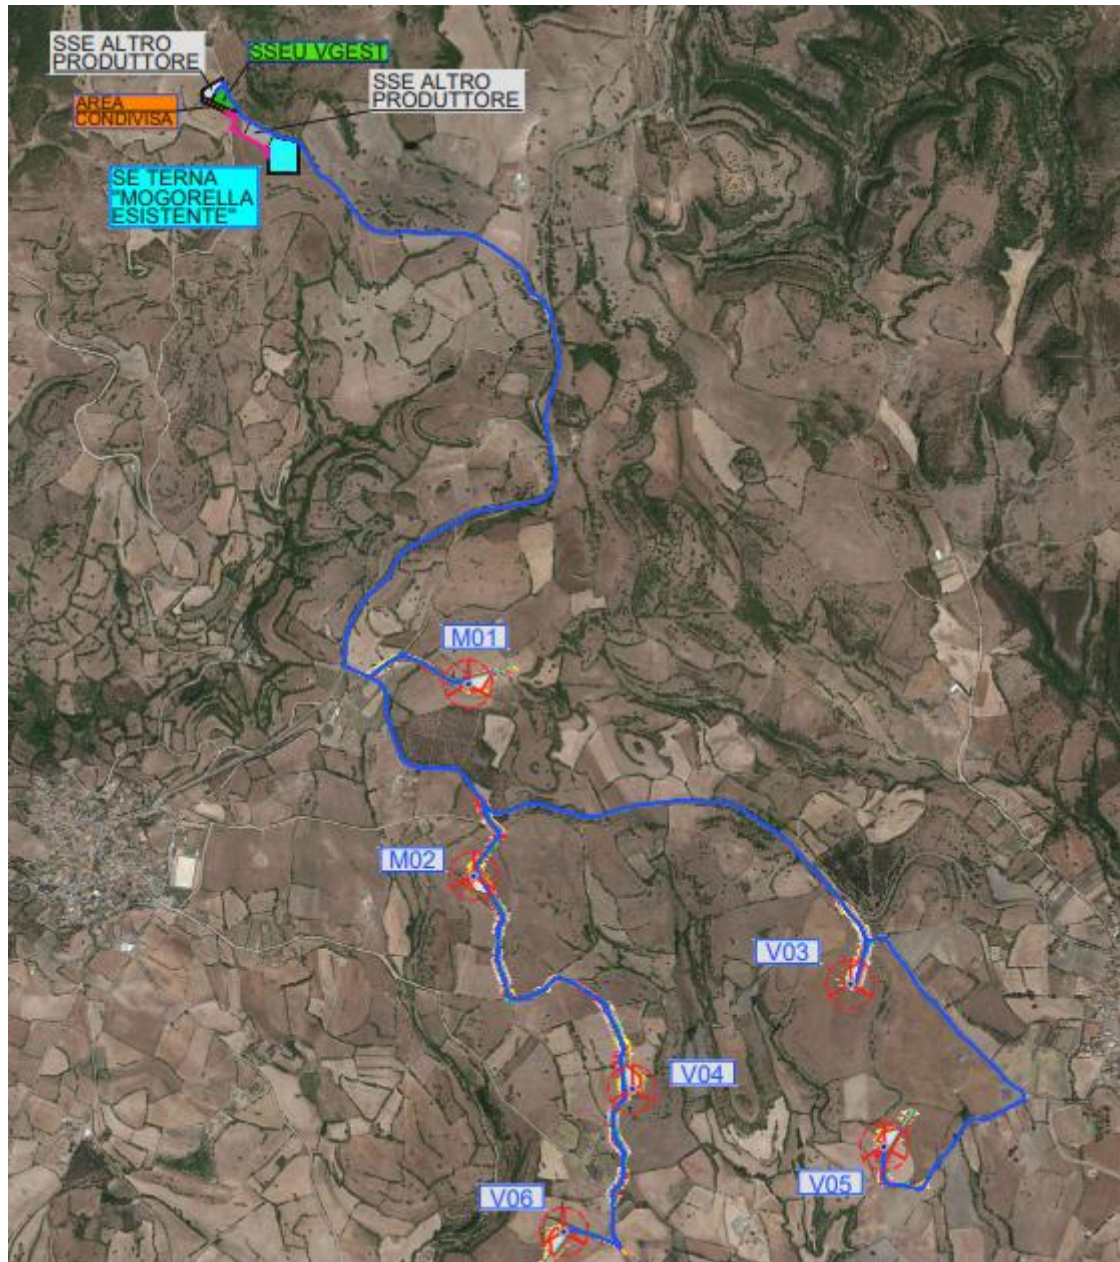 SSE ALTRO
PRODUTTORE
SSEU VGEST
SSE ALTRO
PRODUTTORE
AREA
CONDIVISA
SE TERNA
"MOGORELLA
ESISTENTE"
M01
M02
V03
V04
V05
V06